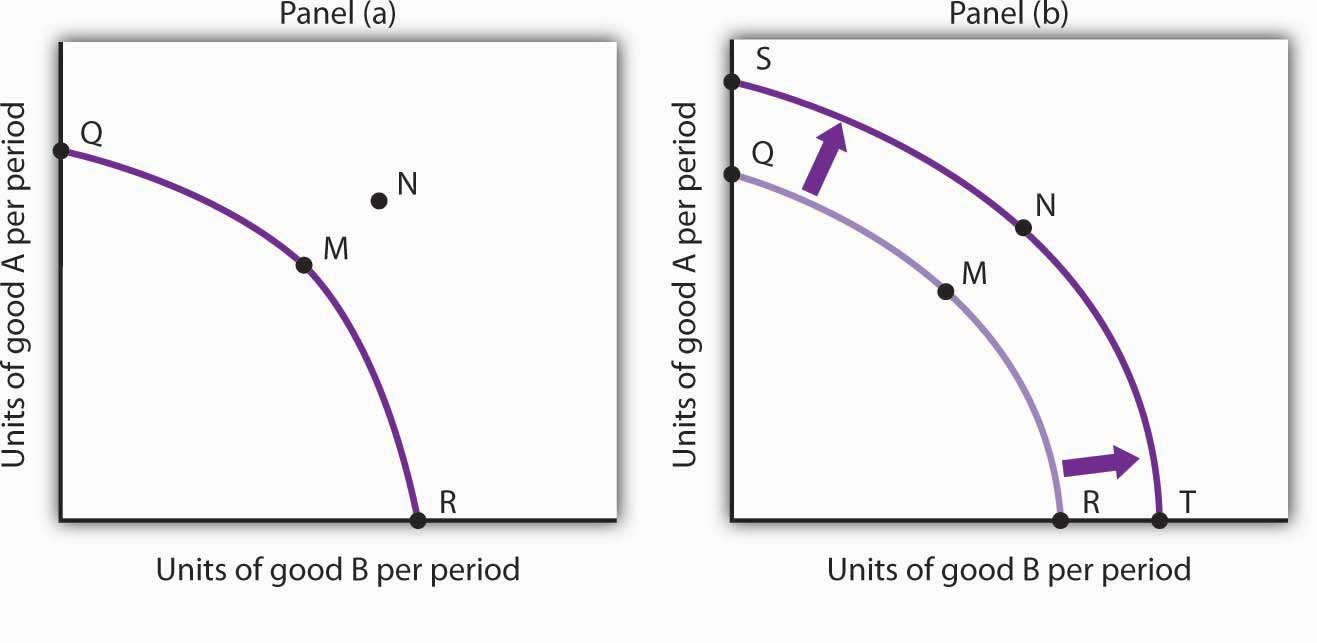 Panel (a)
Units of good A per period
Q
N
M
R
Units of good B per period
Panel (b)
Units of good A per period
S
Q
N
M
R
T
Units of good B per period